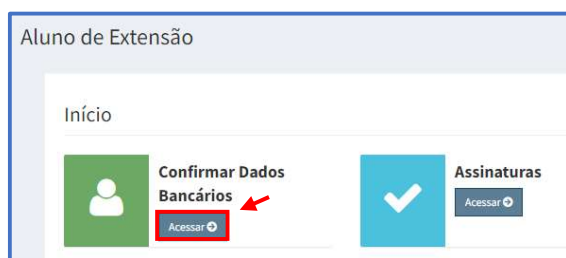 Aluno de Extensão
Início
Confirmar Dados
Bancários
Acessar
Assinaturas
Acessar